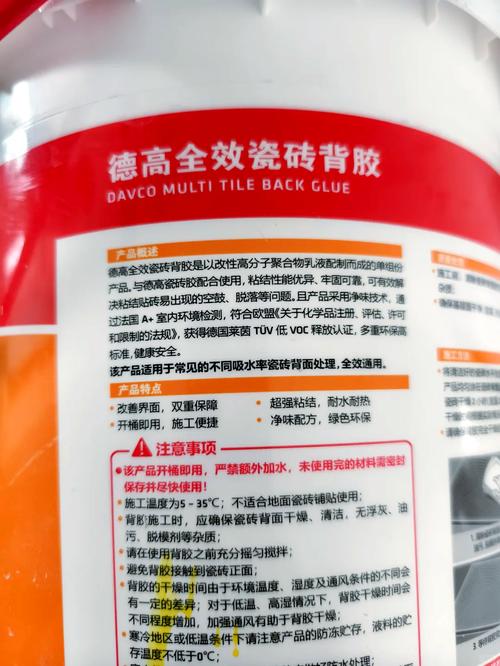 德高全效瓷砖背胶
DAVCO MULTI TILE BACK GLUE
产品概述
德高全效瓷砖背胶是以改性高分子聚合物乳液配制而成的单组份
产品。与德高瓷砖胶配合使用，粘结性能优异、牢固可靠，可有效解
决粘结贴砖易出现的空鼓、脱落等问题。且产品采用净味技术，通
过法国 A+ 室内环境检测，符合欧盟《关于化学品注册、评估、许可
和限制的法规》，获得德国莱茵 TÜV 低 VOC 释放认证，多重环保高
标准，健康安全。
该产品适用于常见的不同吸水率瓷砖背面处理，全效通用。
产品特点
• 改善界面，双重保障
• 超强粘结，耐水耐热
• 开桶即用，施工便捷
• 净味配方，绿色环保
注意事项
• 该产品开桶即用，严禁额外加水，未使用完的材料需密封
保存并尽快使用！
• 施工温度为5－35℃；不适合地面瓷砖铺贴使用；
• 背胶施工时，应确保瓷砖背面干燥、清洁，无浮灰、油
污、脱模剂等杂质；
• 请在使用背胶之前充分摇匀搅拌；
• 避免背胶接触到瓷砖正面；
• 背胶的干燥时间由于环境温度、湿度及通风条件的不同会
有一定的差异；对于低温、高湿情况下，背胶干燥时间会
不同程度增加，加强通风有助于背胶干燥；
• 寒冷地区或低温条件下请注意产品的防冻贮存，液料的贮
存温度不低于0℃；
施工方法